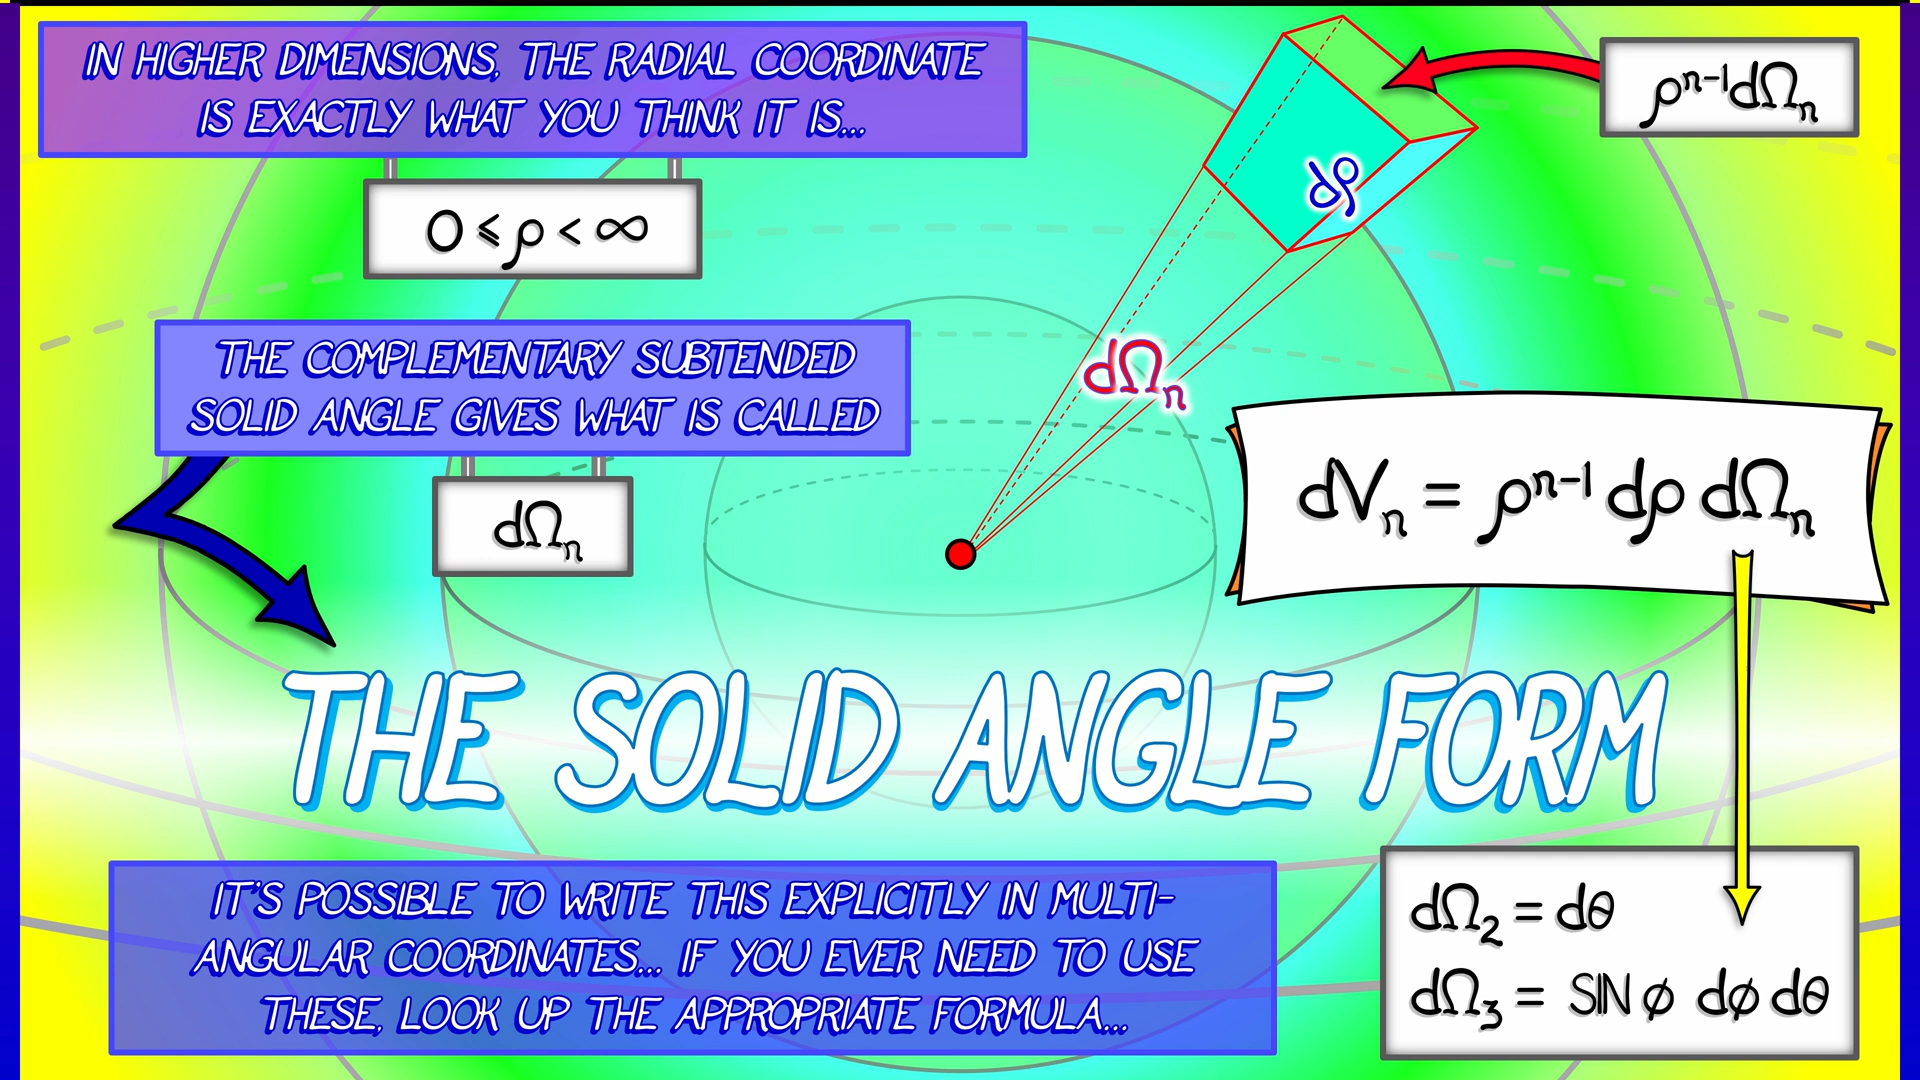 IN HIGHER DIMENSIONS, THE RADIAL COORDINATE
IS EXACTLY WHAT YOU THINK IT IS...
0 ⩽ ρ < ∞
ρⁿ⁻¹dΩₙ
dρ
dΩₙ
THE COMPLEMENTARY SUBTENDED
SOLID ANGLE GIVES WHAT IS CALLED
dΩₙ
dVₙ = ρⁿ⁻¹ dρ dΩₙ
THE SOLID ANGLE FORM
IT'S POSSIBLE TO WRITE THIS EXPLICITLY IN MULTI-
ANGULAR COORDINATES... IF YOU EVER NEED TO USE
THESE, LOOK UP THE APPROPRIATE FORMULA...
dΩ₂ = dθ
dΩ₃ = SIN φ dφ dθ